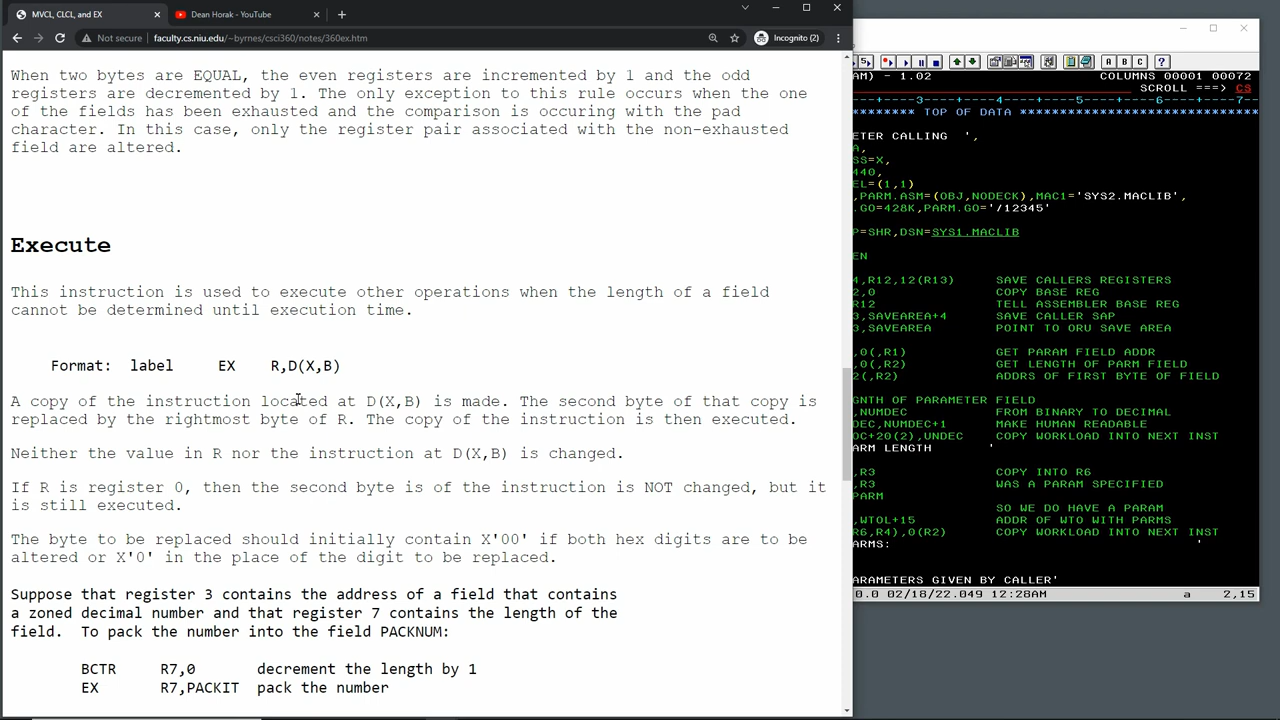 MVCL, CLCL, and EX
Dean Horak - YouTube
Not secure
faculty.cs.niu.edu/~byrnes/csci360/notes/360ex.htm
Incognito (2)
When two bytes are EQUAL, the even registers are incremented by 1 and the odd
registers are decremented by 1. The only exception to this rule occurs when the one
of the fields has been exhausted and the comparison is occuring with the pad
character. In this case, only the register pair associated with the non-exhausted
field are altered.
Execute
This instruction is used to execute other operations when the length of a field
cannot be determined until execution time.
Format: label EX R,D(X,B)
A copy of the instruction located at D(X,B) is made. The second byte of that copy is
replaced by the rightmost byte of R. The copy of the instruction is then executed.
Neither the value in R nor the instruction at D(X,B) is changed.
If R is register 0, then the second byte is of the instruction is NOT changed, but it
is still executed.
The byte to be replaced should initially contain X'00' if both hex digits are to be
altered or X'0' in the place of the digit to be replaced.
Suppose that register 3 contains the address of a field that contains
a zoned decimal number and that register 7 contains the length of the
field. To pack the number into the field PACKNUM:
BCTR R7,0 decrement the length by 1
EX R7,PACKIT pack the number
A B C ?
AM) - 1.02 COLUMNS 00001 00072
SCROLL ===> CS
----+----3----+----4----+----5----+----6----+----7-
******** TOP OF DATA ******************************
ETER CALLING ',
A,
SS=X,
440,
EL=(1,1)
,PARM.ASM=(OBJ,NODECK),MAC1='SYS2.MACLIB',
.GO=428K,PARM.GO='/12345'
P=SHR,DSN=SYS1.MACLIB
EN
4,R12,12(R13) SAVE CALLERS REGISTERS
2,0 COPY BASE REG
R12 TELL ASSEMBLER BASE REG
3,SAVEAREA+4 SAVE CALLER SAP
3,SAVEAREA POINT TO ORU SAVE AREA
0(,R1) GET PARAM FIELD ADDR
0(,R2) GET LENGTH OF PARM FIELD
2(,R2) ADDRS OF FIRST BYTE OF FIELD
GNTH OF PARAMETER FIELD
,NUMDEC FROM BINARY TO DECIMAL
DEC,NUMDEC+1 MAKE HUMAN READABLE
DC+20(2),UNDEC COPY WORKLOAD INTO NEXT INST
ARM LENGTH '
,R3 COPY INTO R6
,R3 WAS A PARAM SPECIFIED
PARM
SO WE DO HAVE A PARAM
,WTOL+15 ADDR OF WTO WITH PARMS
R6,R4),0(R2) COPY WORKLOAD INTO NEXT INST
ARMS: '
ARAMETERS GIVEN BY CALLER'
0.0 02/18/22.049 12:28AM a 2,15